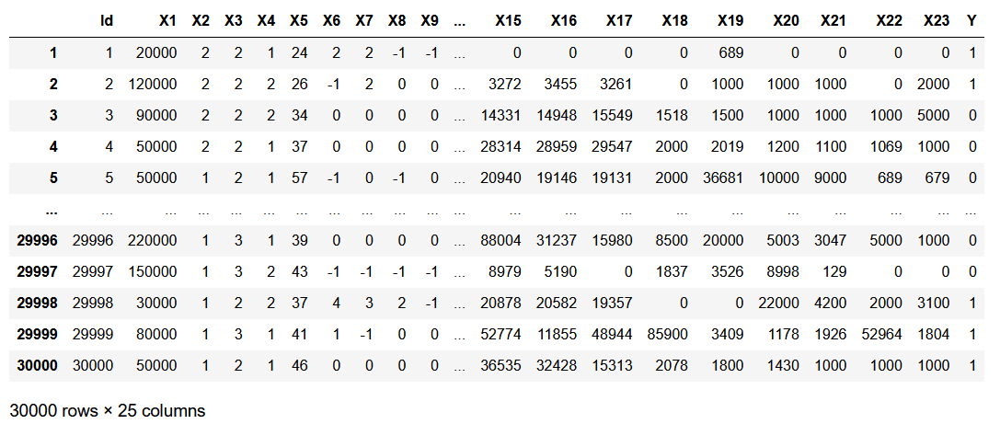 Id X1 X2 X3 X4 X5 X6 X7 X8 X9 ... X15 X16 X17 X18 X19 X20 X21 X22 X23 Y
1 1 20000 2 2 1 24 2 2 -1 -1 ... 0 0 0 0 689 0 0 0 0 1
2 2 120000 2 2 2 26 -1 2 0 0 ... 3272 3455 3261 0 1000 1000 1000 0 2000 1
3 3 90000 2 2 2 34 0 0 0 0 ... 14331 14948 15549 1518 1500 1000 1000 1000 5000 0
4 4 50000 2 2 1 37 0 0 0 0 ... 28314 28959 29547 2000 2019 1200 1100 1069 1000 0
5 5 50000 1 2 1 57 -1 0 -1 0 ... 20940 19146 19131 2000 36681 10000 9000 689 679 0
... ... ... ... ... ... ... ... ... ... ... ... ... ... ... ... ... ... ... ... ... ...
29996 29996 220000 1 3 1 39 0 0 0 0 ... 88004 31237 15980 8500 20000 5003 3047 5000 1000 0
29997 29997 150000 1 3 2 43 -1 -1 -1 -1 ... 8979 5190 0 1837 3526 8998 129 0 0 0
29998 29998 30000 1 2 2 37 4 3 2 -1 ... 20878 20582 19357 0 0 22000 4200 2000 3100 1
29999 29999 80000 1 3 1 41 1 -1 0 0 ... 52774 11855 48944 85900 3409 1178 1926 52964 1804 1
30000 30000 50000 1 2 1 46 0 0 0 0 ... 36535 32428 15313 2078 1800 1430 1000 1000 1000 1
30000 rows × 25 columns